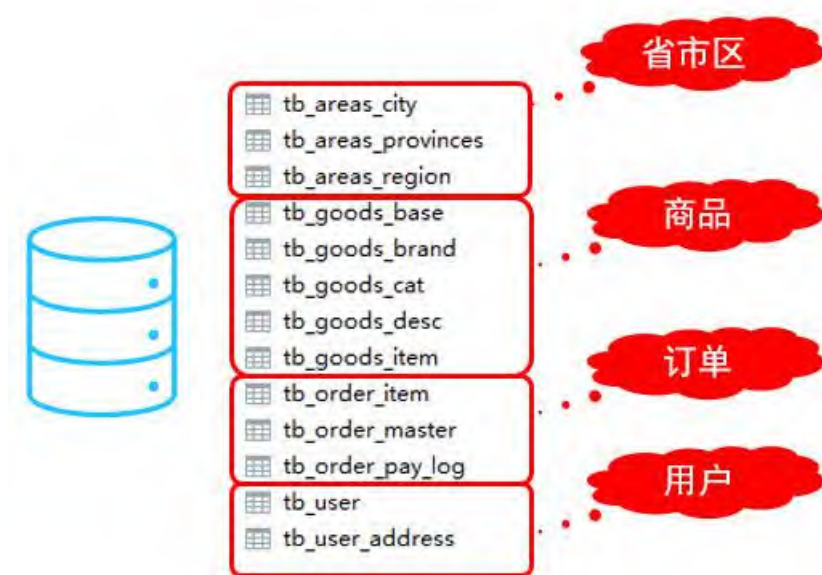 省市区
tb_areas_city
tb_areas_provinces
tb_areas_region
商品
tb_goods_base
tb_goods_brand
tb_goods_cat
tb_goods_desc
tb_goods_item
订单
tb_order_item
tb_order_master
tb_order_pay_log
用户
tb_user
tb_user_address